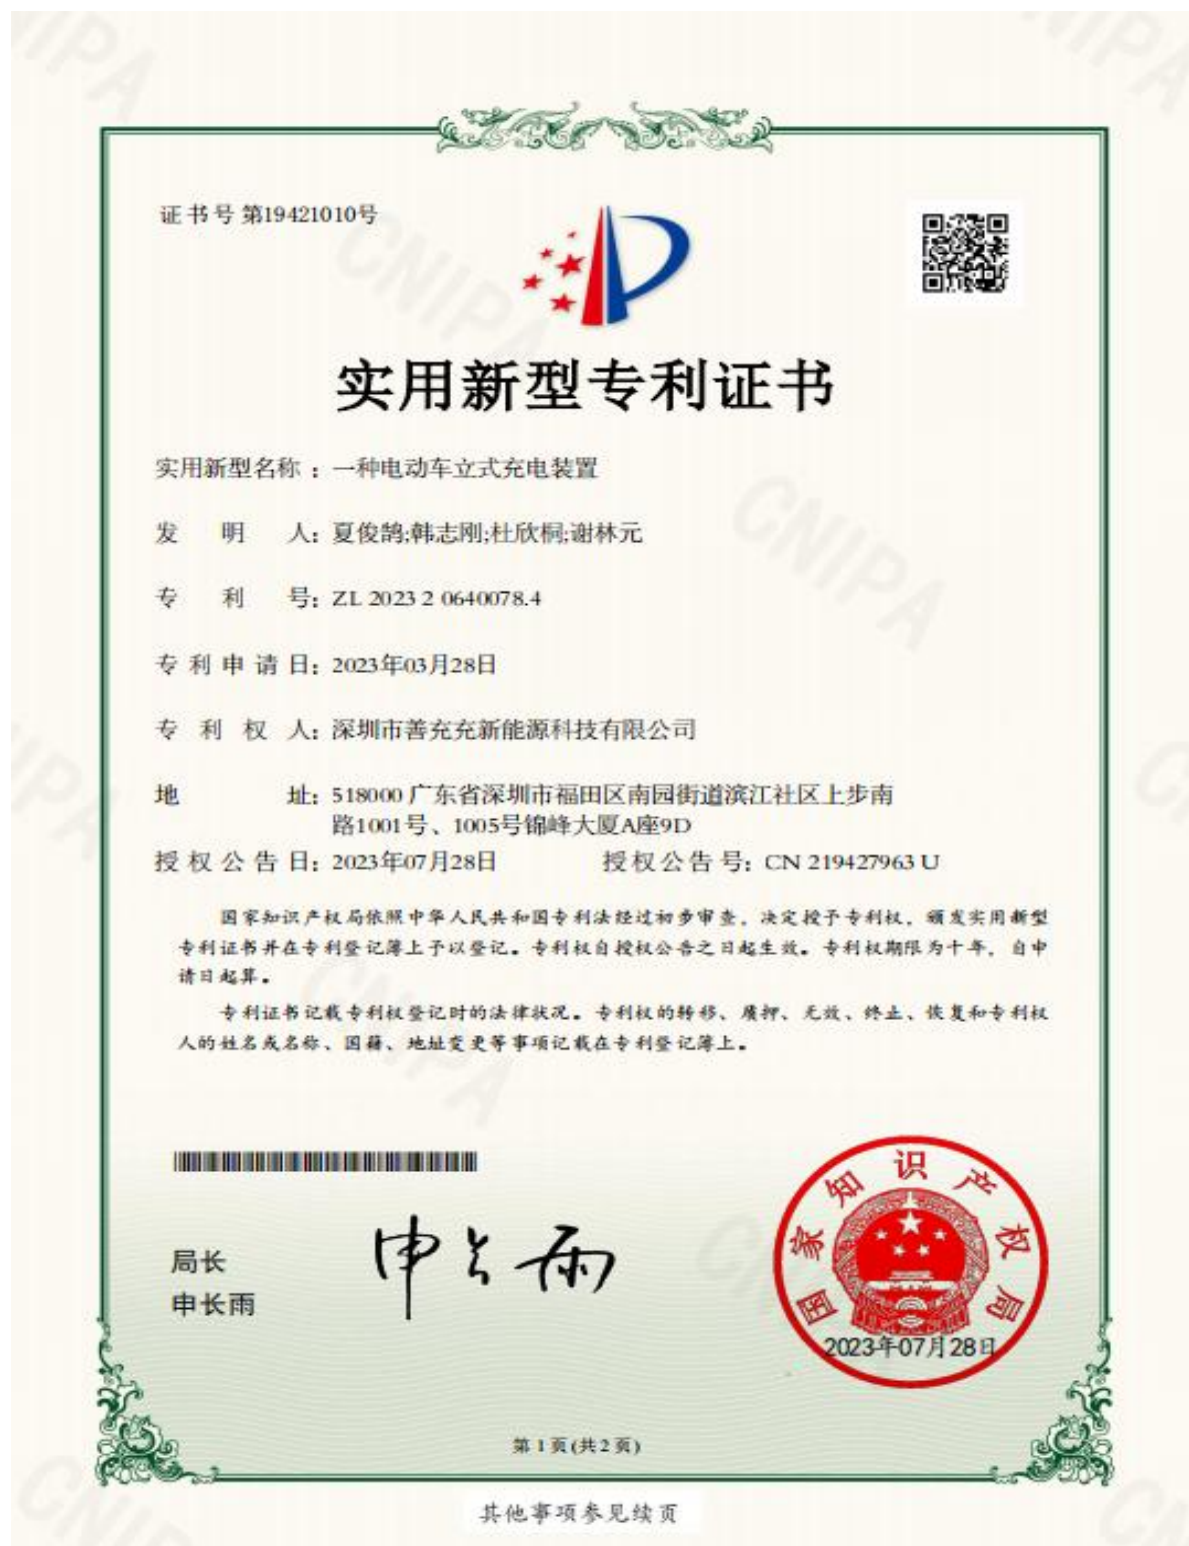 证书号第19421010号
实用新型专利证书
实用新型名称：一种电动车立式充电装置
发明人：夏俊鹄;韩志刚;杜欣桐;谢林元
专利号：ZL 2023 2 0640078.4
专利申请日：2023年03月28日
专利权人：深圳市善充充新能源科技有限公司
地址：518000 广东省深圳市福田区南园街道滨江社区上步南
路1001号、1005号锦峰大厦A座9D
授权公告日：2023年07月28日 授权公告号：CN 219427963 U
国家知识产权局依照中华人民共和国专利法经过初步审查，决定授予专利权，颁发实用新型
专利证书并在专利登记簿上予以登记。专利权自授权公告之日起生效。专利权期限为十年，自申
请日起算。
专利证书记载专利权登记时的法律状况。专利权的转移、质押、无效、终止、恢复和专利权
人的姓名或名称、国籍、地址变更等事项记载在专利登记簿上。
局长
申长雨
申长雨
国家知识产权局
2023年07月28日
第1页(共2页)
其他事项参见续页
CNIPA
CNIPA
CNIPA
CNIPA